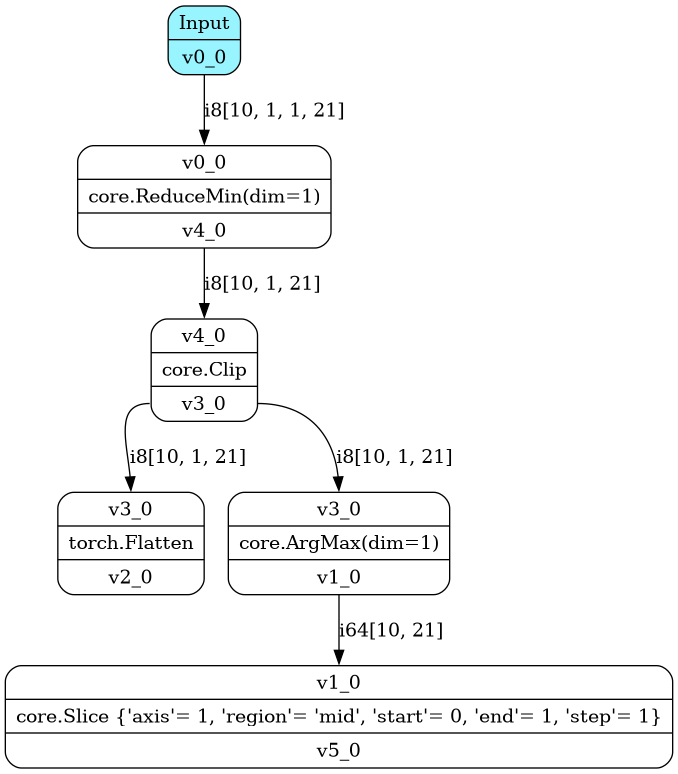 Input
v0_0
i8[10, 1, 1, 21]
v0_0
core.ReduceMin(dim=1)
v4_0
i8[10, 1, 21]
v4_0
core.Clip
v3_0
i8[10, 1, 21]
i8[10, 1, 21]
v3_0
torch.Flatten
v2_0
v3_0
core.ArgMax(dim=1)
v1_0
i64[10, 21]
v1_0
core.Slice {'axis'= 1, 'region'= 'mid', 'start'= 0, 'end'= 1, 'step'= 1}
v5_0